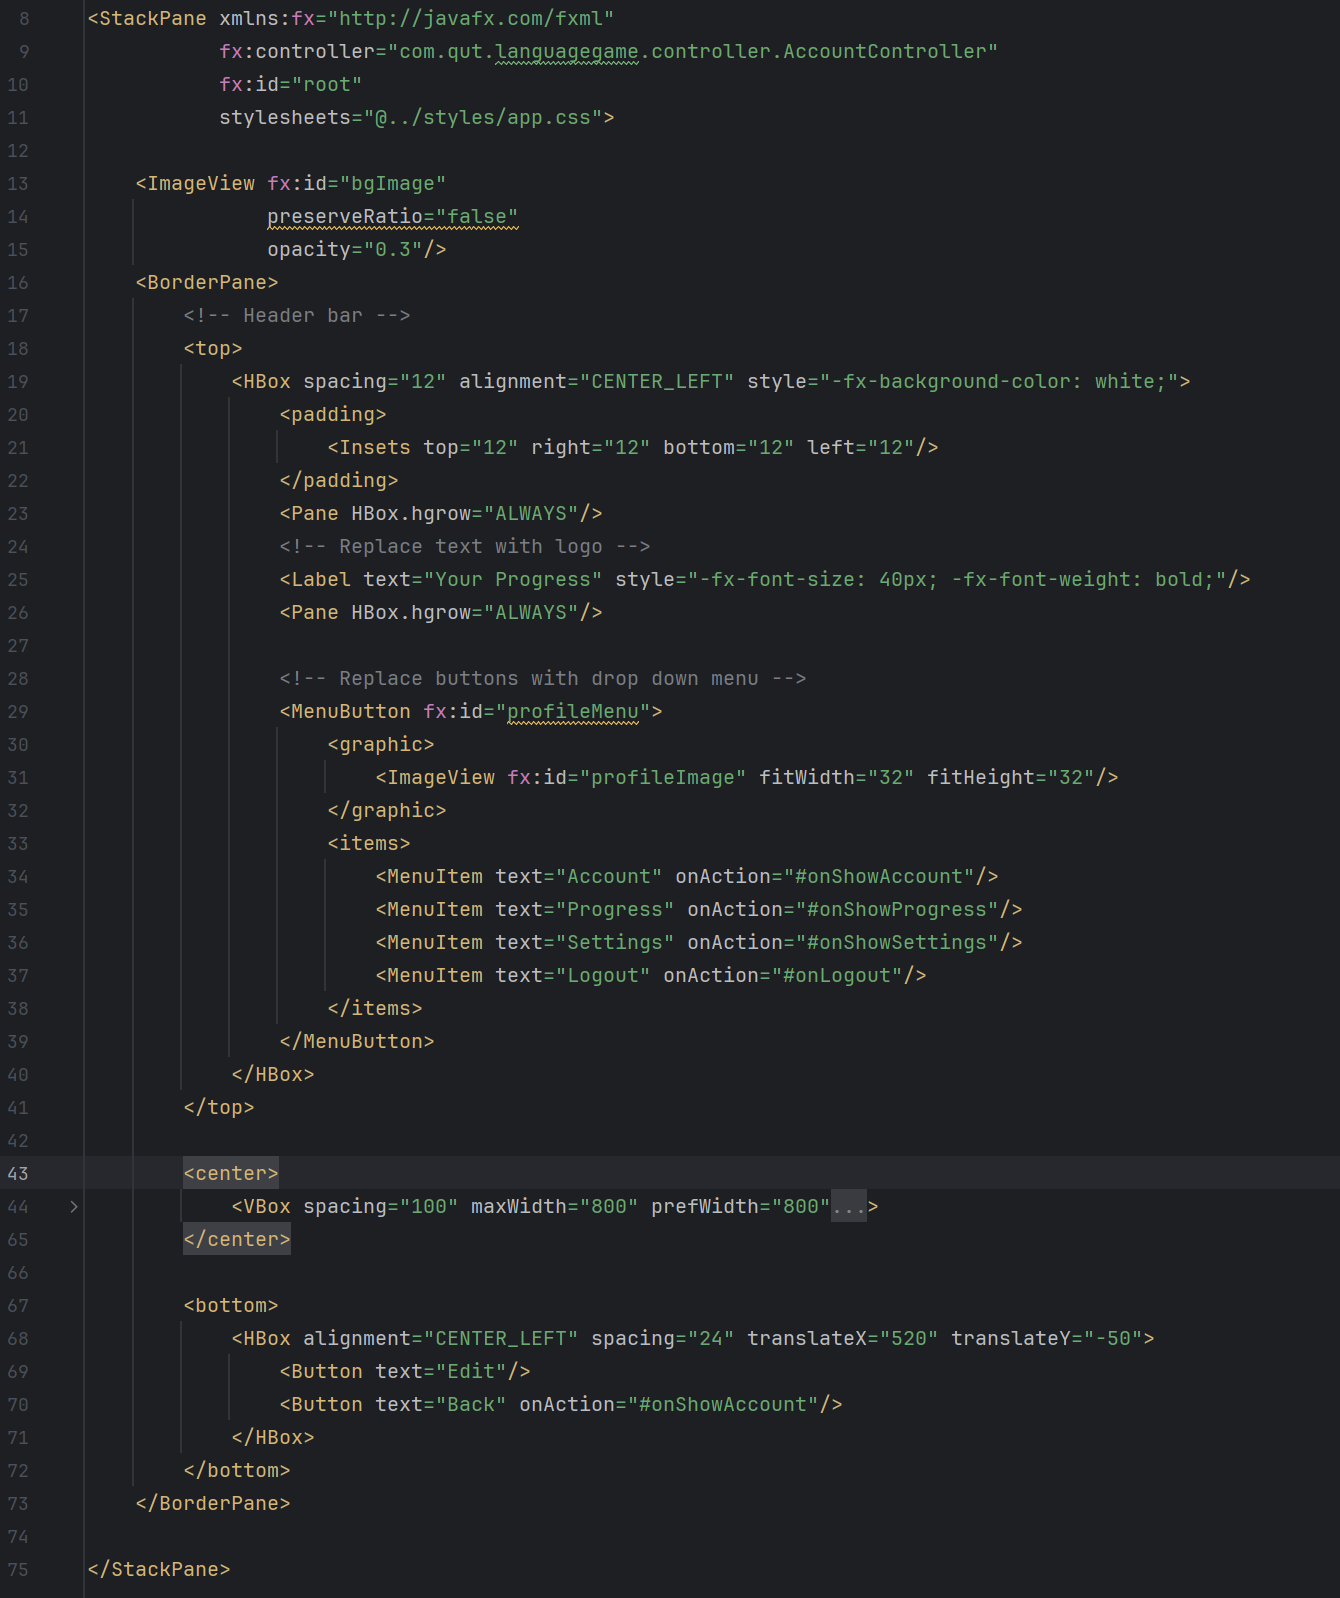 8 <StackPane xmlns:fx="http://javafx.com/fxml"
9 fx:controller="com.qut.languagegame.controller.AccountController"
10 fx:id="root"
11 stylesheets="@../styles/app.css">
12
13 <ImageView fx:id="bgImage"
14 preserveRatio="false"
15 opacity="0.3"/>
16 <BorderPane>
17 <!-- Header bar -->
18 <top>
19 <HBox spacing="12" alignment="CENTER_LEFT" style="-fx-background-color: white;">
20 <padding>
21 <Insets top="12" right="12" bottom="12" left="12"/>
22 </padding>
23 <Pane HBox.hgrow="ALWAYS"/>
24 <!-- Replace text with logo -->
25 <Label text="Your Progress" style="-fx-font-size: 40px; -fx-font-weight: bold;"/>
26 <Pane HBox.hgrow="ALWAYS"/>
27
28 <!-- Replace buttons with drop down menu -->
29 <MenuButton fx:id="profileMenu">
30 <graphic>
31 <ImageView fx:id="profileImage" fitWidth="32" fitHeight="32"/>
32 </graphic>
33 <items>
34 <MenuItem text="Account" onAction="#onShowAccount"/>
35 <MenuItem text="Progress" onAction="#onShowProgress"/>
36 <MenuItem text="Settings" onAction="#onShowSettings"/>
37 <MenuItem text="Logout" onAction="#onLogout"/>
38 </items>
39 </MenuButton>
40 </HBox>
41 </top>
42
43 <center>
44 <VBox spacing="100" maxWidth="800" prefWidth="800"...>
65 </center>
66
67 <bottom>
68 <HBox alignment="CENTER_LEFT" spacing="24" translateX="520" translateY="-50">
69 <Button text="Edit"/>
70 <Button text="Back" onAction="#onShowAccount"/>
71 </HBox>
72 </bottom>
73 </BorderPane>
74
75 </StackPane>